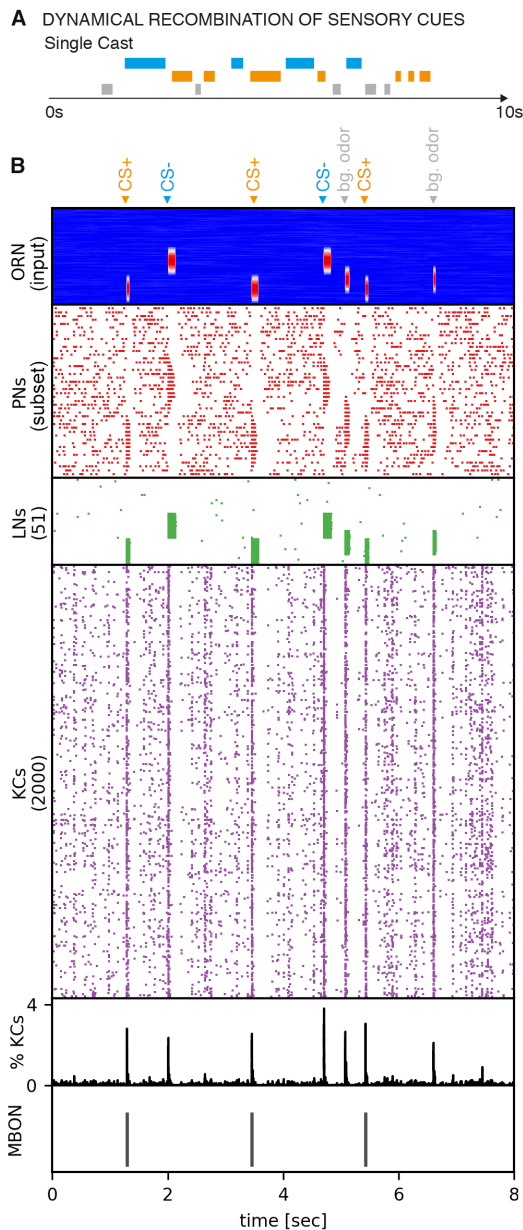 A DYNAMICAL RECOMBINATION OF SENSORY CUES
Single Cast
0s
10s
B
CS+
CS-
CS+
CS-
bg. odor
CS+
bg. odor
ORN
(input)
PNs
(subset)
LNs
(51)
KCs
(2000)
% KCs
4
0
MBON
0 2 4 6 8
time [sec]